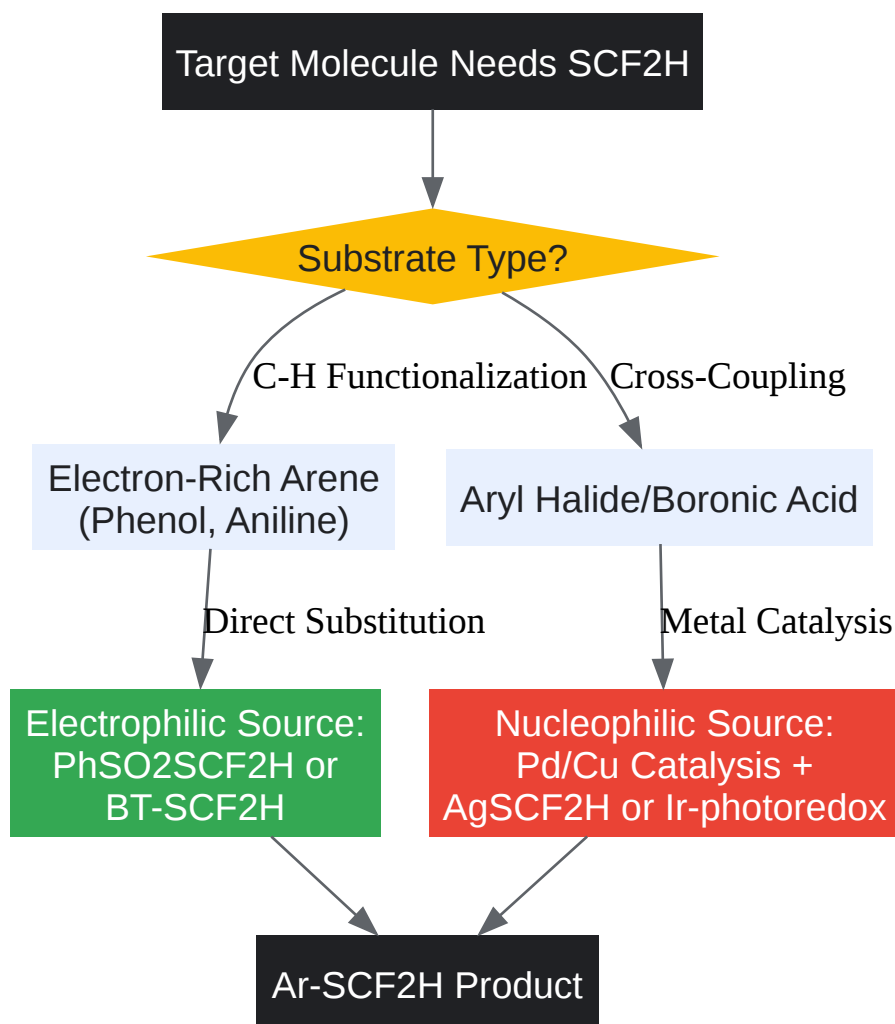 Target Molecule Needs SCF2H
Substrate Type?
C-H Functionalization
Cross-Coupling
Electron-Rich Arene
(Phenol, Aniline)
Aryl Halide/Boronic Acid
Direct Substitution
Metal Catalysis
Electrophilic Source:
PhSO2SCF2H or
BT-SCF2H
Nucleophilic Source:
Pd/Cu Catalysis +
AgSCF2H or Ir-photoredox
Ar-SCF2H Product